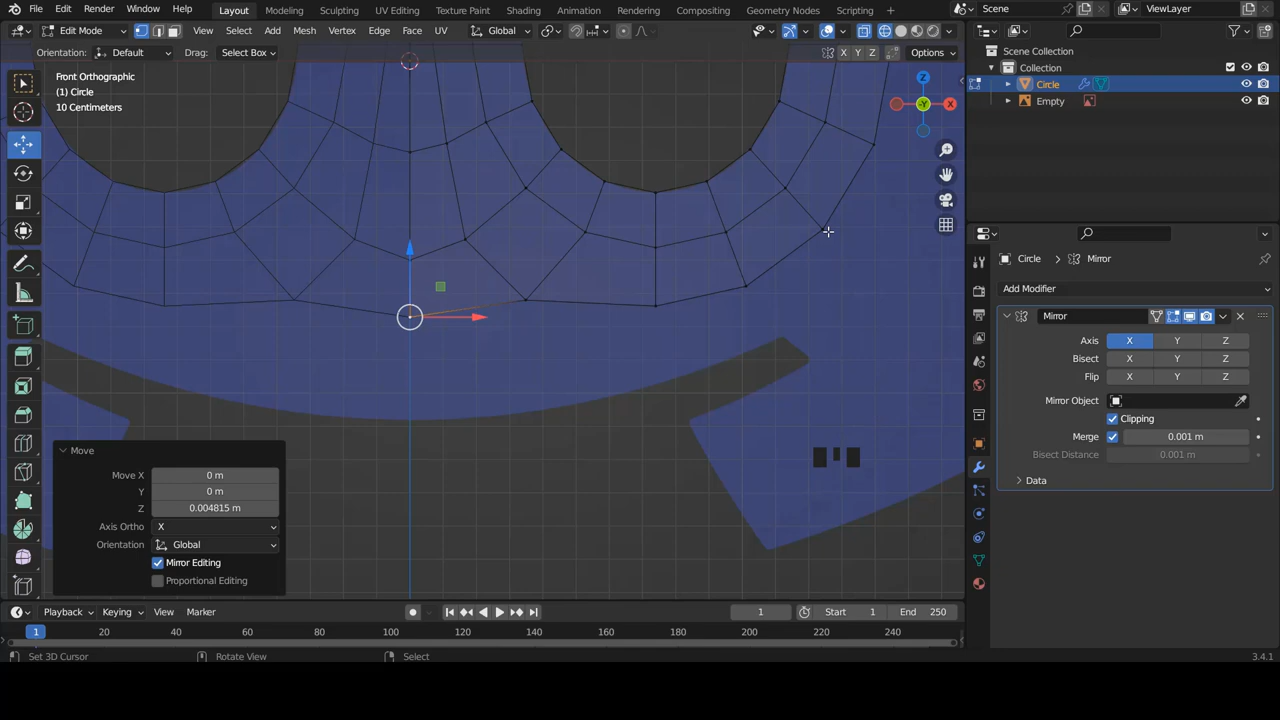 File Edit Render Window Help Layout Modeling Sculpting UV Editing Texture Paint Shading Animation Rendering Compositing Geometry Nodes Scripting Scene ViewLayer
Edit Mode View Select Add Mesh Vertex Edge Face UV Global
Orientation: Default Drag: Select Box X Y Z Options
Front Orthographic
(1) Circle
10 Centimeters
Z
Y
X
Scene Collection
Collection
Circle
Empty
Circle Mirror
Add Modifier
Mirror
Axis X Y Z
Bisect X Y Z
Flip X Y Z
Mirror Object
Clipping
Merge 0.001 m
Bisect Distance 0.001 m
Data
Move
Move X 0 m
Y 0 m
Z 0.004815 m
Axis Ortho X
Orientation Global
Mirror Editing
Proportional Editing
Playback Keying View Marker 1 Start 1 End 250
1 20 40 60 80 100 120 140 160 180 200 220 240
Set 3D Cursor Rotate View Select 3.4.1